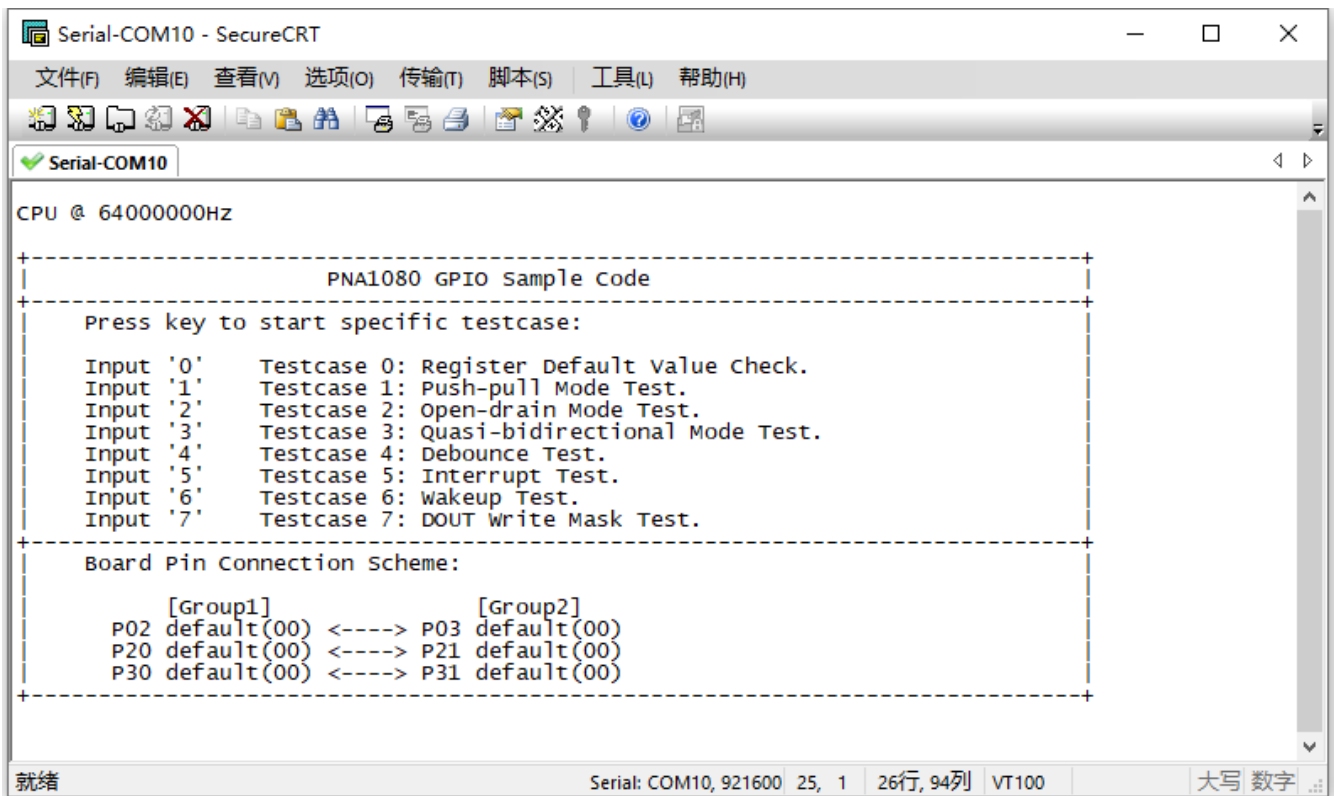 Serial-COM10 - SecureCRT
文件(F) 编辑(E) 查看(V) 选项(O) 传输(T) 脚本(S) 工具(L) 帮助(H)
Serial-COM10
CPU @ 64000000Hz
+------------------------------------------------------------------------------+
| PNA1080 GPIO Sample Code |
+------------------------------------------------------------------------------+
| Press key to start specific testcase: |
| |
| Input '0' Testcase 0: Register Default Value Check. |
| Input '1' Testcase 1: Push-pull Mode Test. |
| Input '2' Testcase 2: Open-drain Mode Test. |
| Input '3' Testcase 3: Quasi-bidirectional Mode Test. |
| Input '4' Testcase 4: Debounce Test. |
| Input '5' Testcase 5: Interrupt Test. |
| Input '6' Testcase 6: Wakeup Test. |
| Input '7' Testcase 7: DOUT Write Mask Test. |
+------------------------------------------------------------------------------+
| Board Pin Connection Scheme: |
| |
| [Group1] [Group2] |
| P02 default(00) <----> P03 default(00) |
| P20 default(00) <----> P21 default(00) |
| P30 default(00) <----> P31 default(00) |
+------------------------------------------------------------------------------+
就绪 Serial: COM10, 921600 25, 1 26行, 94列 VT100 大写 数字